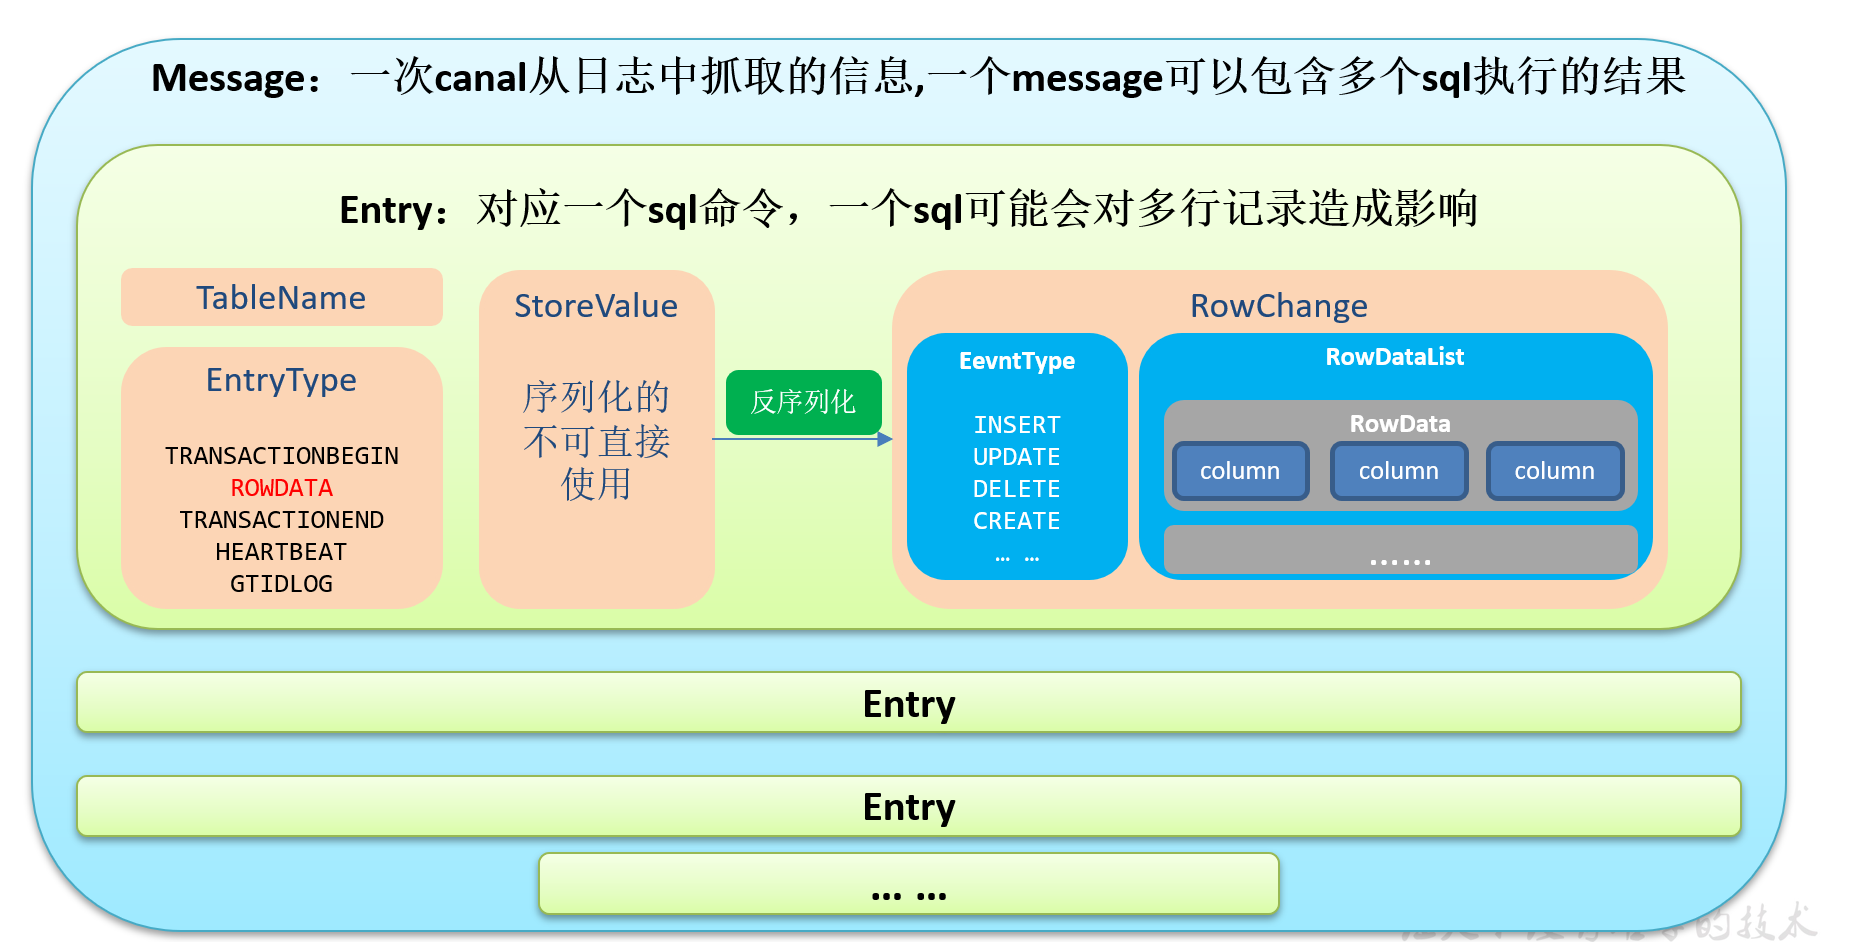 Message：一次canal从日志中抓取的信息,一个message可以包含多个sql执行的结果
Entry：对应一个sql命令，一个sql可能会对多行记录造成影响
TableName
EntryType
TRANSACTIONBEGIN
ROWDATA
TRANSACTIONEND
HEARTBEAT
GTIDLOG
StoreValue
序列化的
不可直接
使用
反序列化
RowChange
EevntType
INSERT
UPDATE
DELETE
CREATE
… …
RowDataList
RowData
column
column
column
……
Entry
Entry
… …
的技术